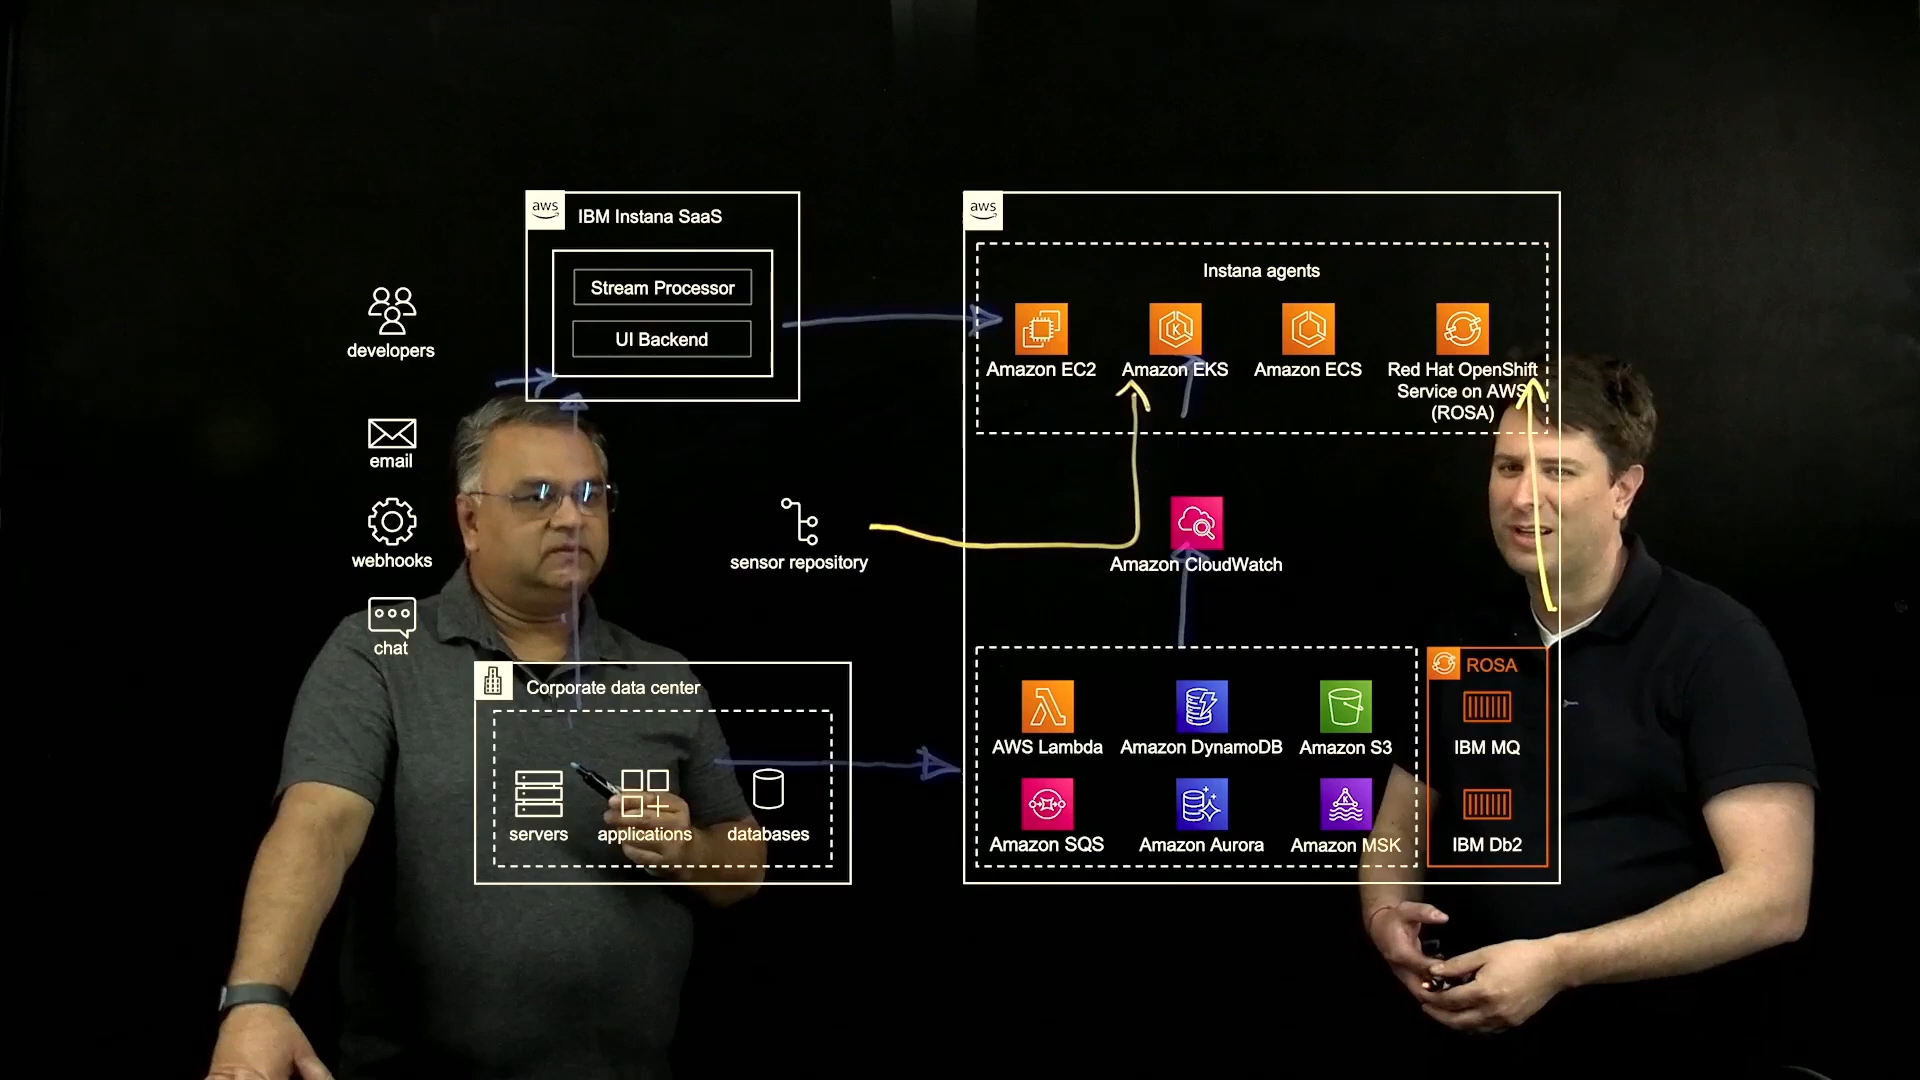 aws
IBM Instana SaaS
Stream Processor
UI Backend
developers
email
webhooks
chat
sensor repository
Corporate data center
servers
applications
databases
aws
Instana agents
Amazon EC2
Amazon EKS
Amazon ECS
Red Hat OpenShift
Service on AWS
(ROSA)
Amazon CloudWatch
AWS Lambda
Amazon DynamoDB
Amazon S3
Amazon SQS
Amazon Aurora
Amazon MSK
ROSA
IBM MQ
IBM Db2